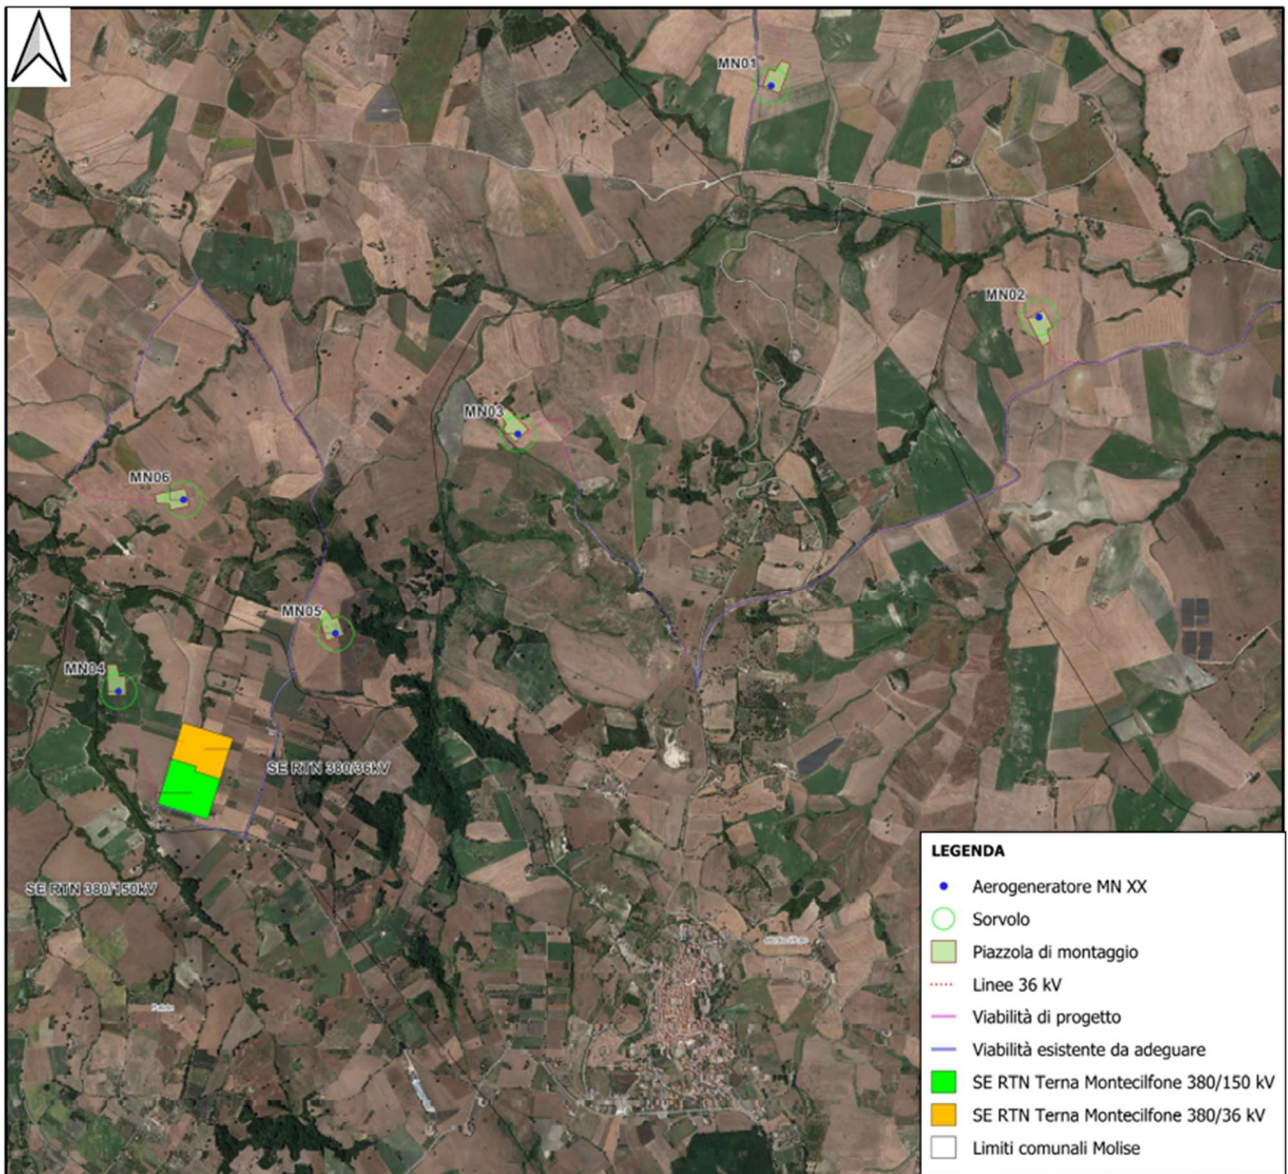 MN01
MN02
MN03
MN06
MN05
MN04
SE RTN 380/36kV
SE RTN 380/150kV
Montecilfone
Palata
LEGENDA
Aerogeneratore MN XX
Sorvolo
Piazzola di montaggio
Linee 36 kV
Viabilità di progetto
Viabilità esistente da adeguare
SE RTN Terna Montecilfone 380/150 kV
SE RTN Terna Montecilfone 380/36 kV
Limiti comunali Molise